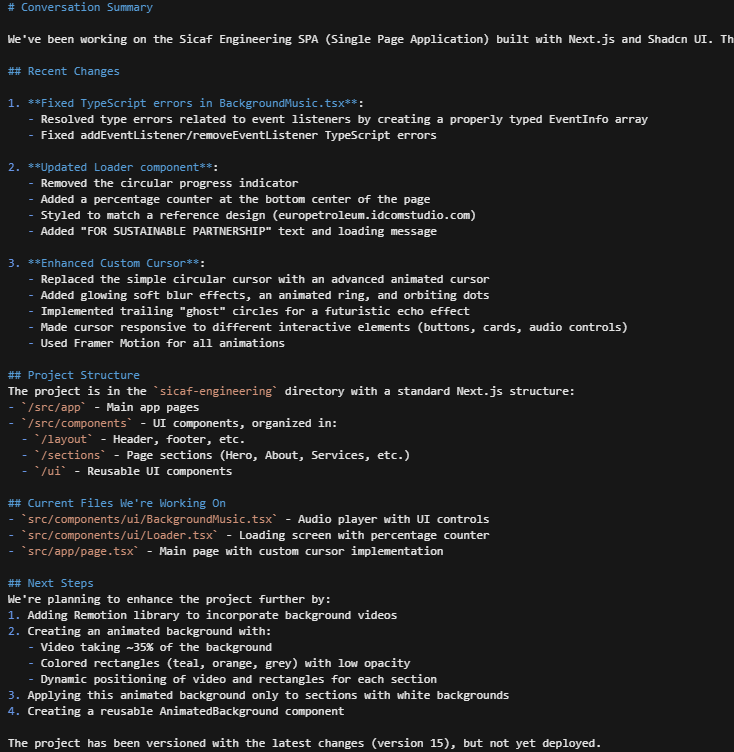 # Conversation Summary
We've been working on the Sicaf Engineering SPA (Single Page Application) built with Next.js and Shadcn UI. Th
## Recent Changes
1. **Fixed TypeScript errors in BackgroundMusic.tsx**:
- Resolved type errors related to event listeners by creating a properly typed EventInfo array
- Fixed addEventListener/removeEventListener TypeScript errors
2. **Updated Loader component**:
- Removed the circular progress indicator
- Added a percentage counter at the bottom center of the page
- Styled to match a reference design (europetroleum.idcomstudio.com)
- Added "FOR SUSTAINABLE PARTNERSHIP" text and loading message
3. **Enhanced Custom Cursor**:
- Replaced the simple circular cursor with an advanced animated cursor
- Added glowing soft blur effects, an animated ring, and orbiting dots
- Implemented trailing "ghost" circles for a futuristic echo effect
- Made cursor responsive to different interactive elements (buttons, cards, audio controls)
- Used Framer Motion for all animations
## Project Structure
The project is in the `sicaf-engineering` directory with a standard Next.js structure:
- `/src/app` - Main app pages
- `/src/components` - UI components, organized in:
- `/layout` - Header, footer, etc.
- `/sections` - Page sections (Hero, About, Services, etc.)
- `/ui` - Reusable UI components
## Current Files We're Working On
- `src/components/ui/BackgroundMusic.tsx` - Audio player with UI controls
- `src/components/ui/Loader.tsx` - Loading screen with percentage counter
- `src/app/page.tsx` - Main page with custom cursor implementation
## Next Steps
We're planning to enhance the project further by:
1. Adding Remotion library to incorporate background videos
2. Creating an animated background with:
- Video taking ~35% of the background
- Colored rectangles (teal, orange, grey) with low opacity
- Dynamic positioning of video and rectangles for each section
3. Applying this animated background only to sections with white backgrounds
4. Creating a reusable AnimatedBackground component
The project has been versioned with the latest changes (version 15), but not yet deployed.